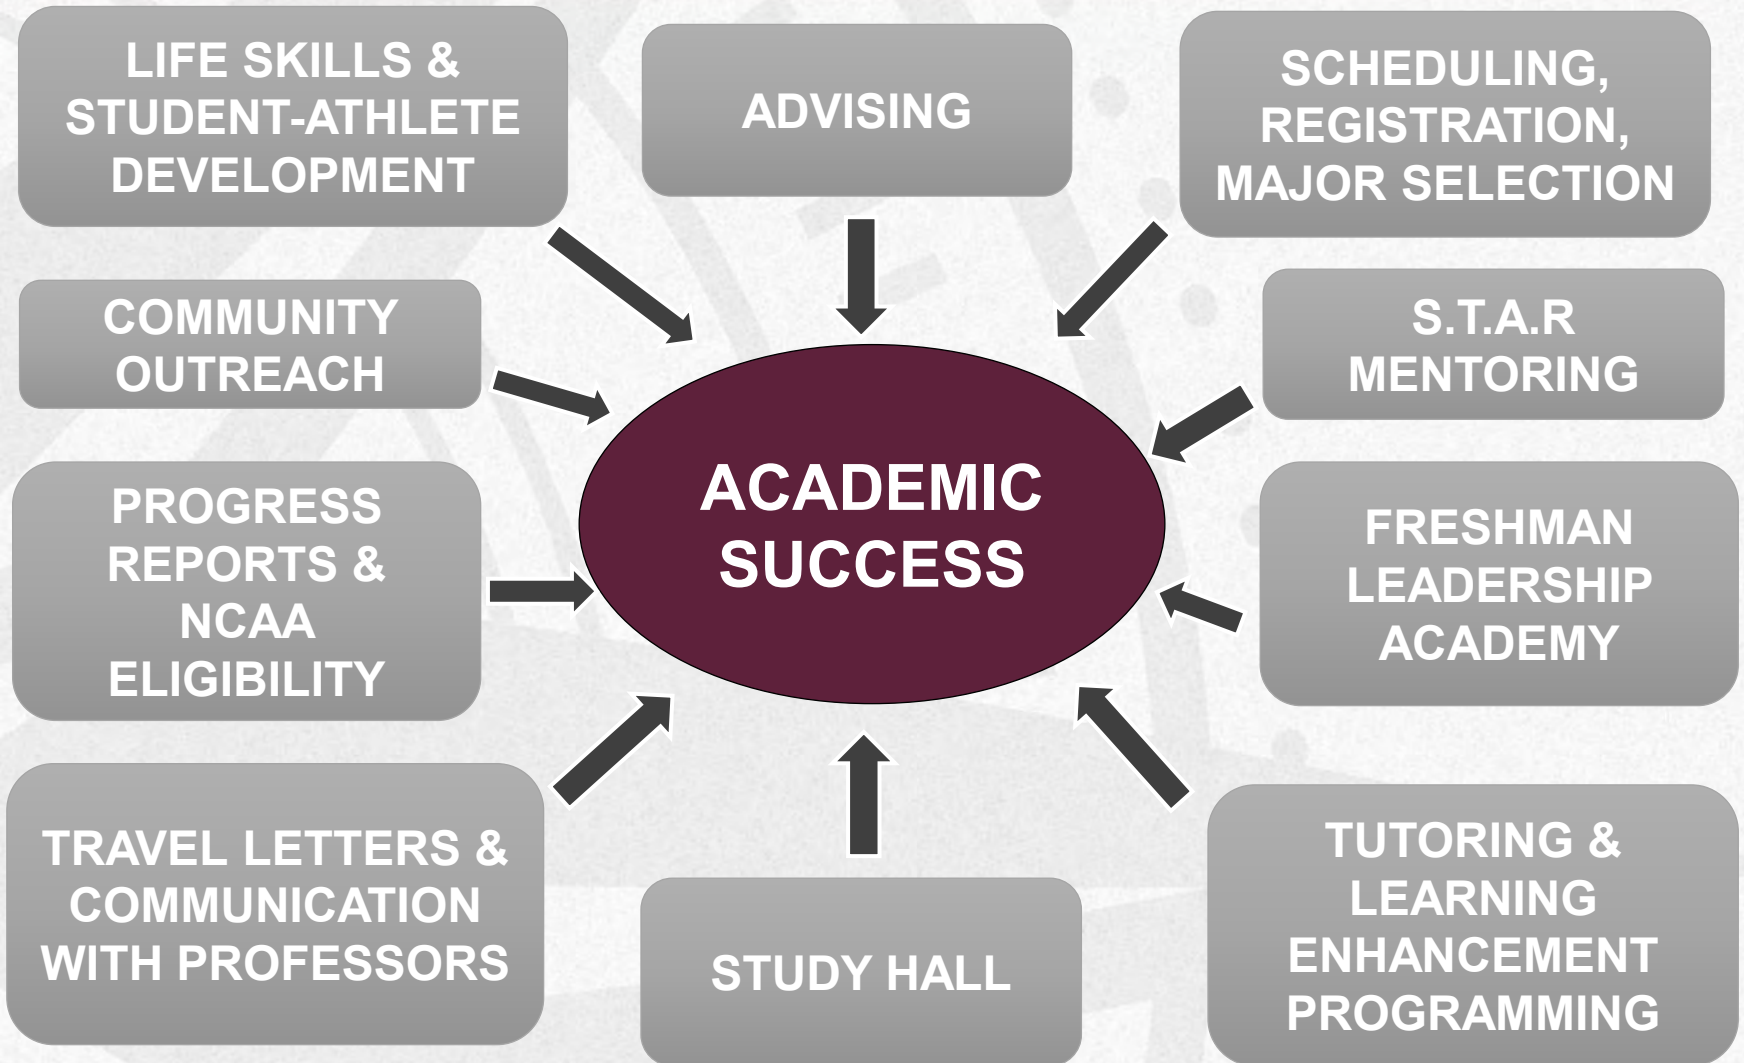 LIFE SKILLS &
STUDENT-ATHLETE
DEVELOPMENT
ADVISING
SCHEDULING,
REGISTRATION,
MAJOR SELECTION
COMMUNITY
OUTREACH
S.T.A.R
MENTORING
ACADEMIC
SUCCESS
PROGRESS
REPORTS &
NCAA
ELIGIBILITY
FRESHMAN
LEADERSHIP
ACADEMY
TRAVEL LETTERS &
COMMUNICATION
WITH PROFESSORS
STUDY HALL
TUTORING &
LEARNING
ENHANCEMENT
PROGRAMMING